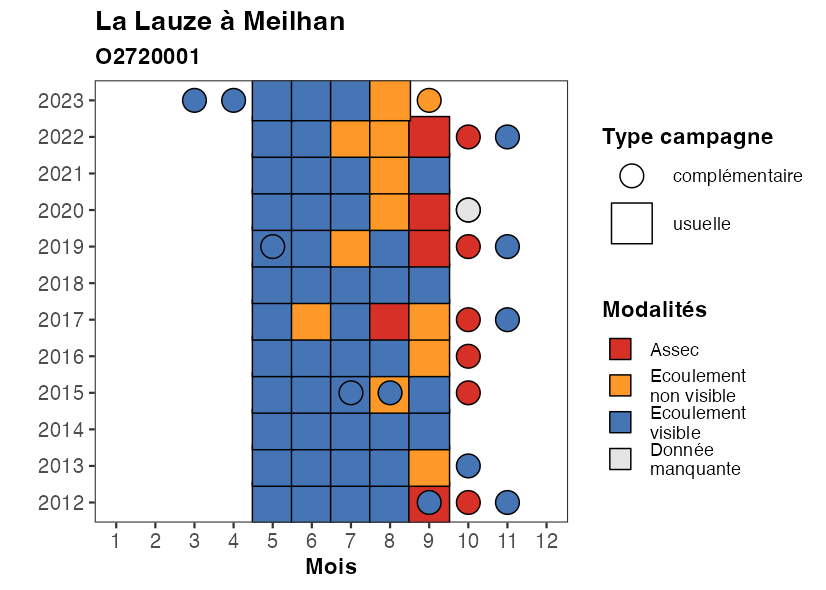 La Lauze à Meilhan
O2720001
2023
2022
2021
2020
2019
2018
2017
2016
2015
2014
2013
2012
1 2 3 4 5 6 7 8 9 10 11 12
Mois
Type campagne
complémentaire
usuelle
Modalités
Assec
Ecoulement
non visible
Ecoulement
visible
Donnée
manquante